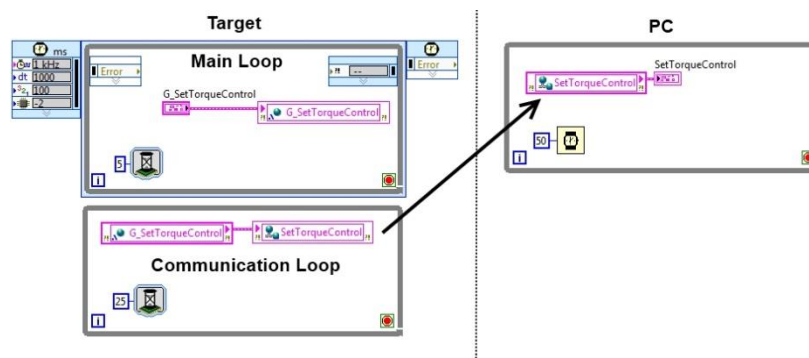 Target
PC
ms
1 kHz
dt 1000
100
-2
Error
Main Loop
--
Error
G_SetTorqueControl
G_SetTorqueControl
5
i
SetTorqueControl
SetTorqueControl
50
i
G_SetTorqueControl
SetTorqueControl
Communication Loop
25
i